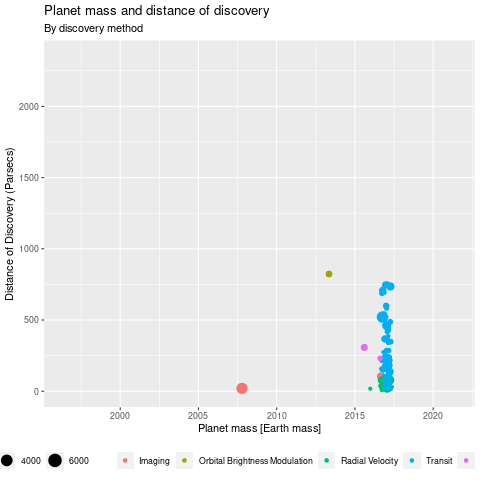 Planet mass and distance of discovery
By discovery method
Distance of Discovery (Parsecs)
2000
1500
1000
500
0
2000 2005 2010 2015 2020
Planet mass [Earth mass]
4000 6000 Imaging Orbital Brightness Modulation Radial Velocity Transit